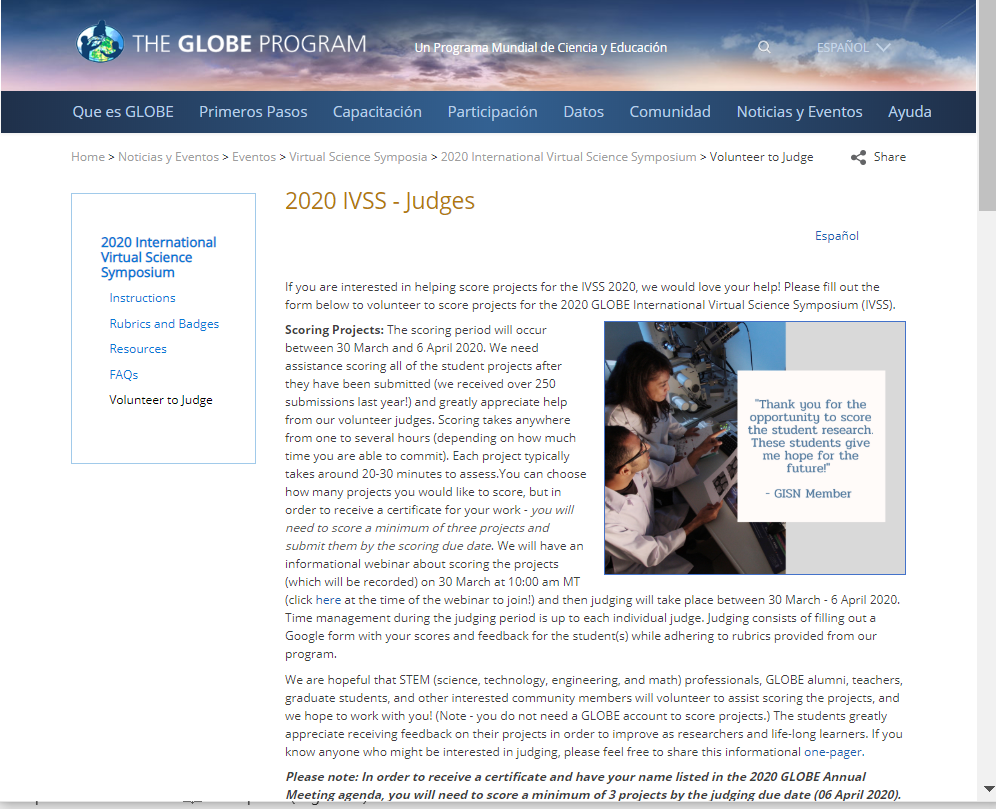 THE GLOBE PROGRAM
Un Programa Mundial de Ciencia y Educación
ESPAÑOL
Que es GLOBE Primeros Pasos Capacitación Participación Datos Comunidad Noticias y Eventos Ayuda
Home > Noticias y Eventos > Eventos > Virtual Science Symposia > 2020 International Virtual Science Symposium > Volunteer to Judge
Share
2020 International
Virtual Science
Symposium
Instructions
Rubrics and Badges
Resources
FAQs
Volunteer to Judge
2020 IVSS - Judges
Español
If you are interested in helping score projects for the IVSS 2020, we would love your help! Please fill out the
form below to volunteer to score projects for the 2020 GLOBE International Virtual Science Symposium (IVSS).
Scoring Projects: The scoring period will occur
between 30 March and 6 April 2020. We need
assistance scoring all of the student projects after
they have been submitted (we received over 250
submissions last year!) and greatly appreciate help
from our volunteer judges. Scoring takes anywhere
from one to several hours (depending on how much
time you are able to commit). Each project typically
takes around 20-30 minutes to assess.You can choose
how many projects you would like to score, but in
order to receive a certificate for your work - you will
need to score a minimum of three projects and
submit them by the scoring due date. We will have an
informational webinar about scoring the projects
(which will be recorded) on 30 March at 10:00 am MT
(click here at the time of the webinar to join!) and then judging will take place between 30 March - 6 April 2020.
Time management during the judging period is up to each individual judge. Judging consists of filling out a
Google form with your scores and feedback for the student(s) while adhering to rubrics provided from our
program.
"Thank you for the
opportunity to score
the student research.
These students give
me hope for the
future!"
- GISN Member
We are hopeful that STEM (science, technology, engineering, and math) professionals, GLOBE alumni, teachers,
graduate students, and other interested community members will volunteer to assist scoring the projects, and
we hope to work with you! (Note - you do not need a GLOBE account to score projects.) The students greatly
appreciate receiving feedback on their projects in order to improve as researchers and life-long learners. If you
know anyone who might be interested in judging, please feel free to share this informational one-pager.
Please note: In order to receive a certificate and have your name listed in the 2020 GLOBE Annual
Meeting agenda, you will need to score a minimum of 3 projects by the judging due date (06 April 2020).